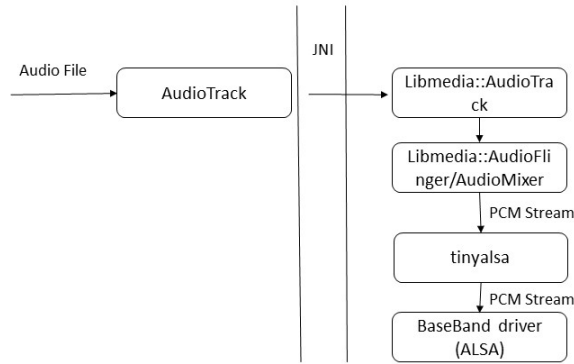 Audio File
AudioTrack
JNI
Libmedia::AudioTra
ck
Libmedia::AudioFli
nger/AudioMixer
PCM Stream
tinyalsa
PCM Stream
BaseBand driver
(ALSA)